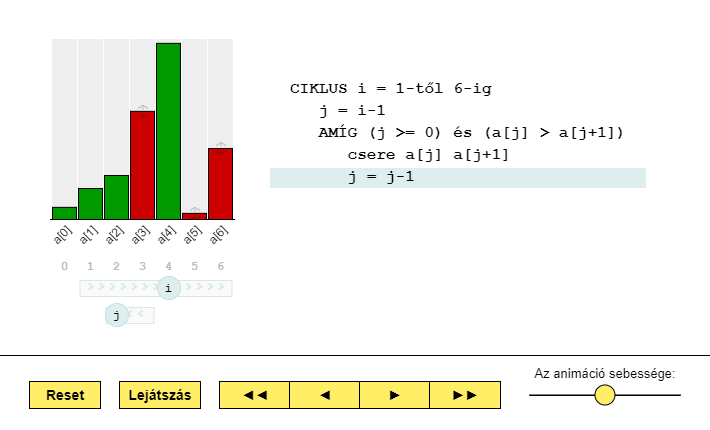 CIKLUS i = 1-től 6-ig
j = i-1
AMÍG (j >= 0) és (a[j] > a[j+1])
csere a[j] a[j+1]
j = j-1
a[0] a[1] a[2] a[3] a[4] a[5] a[6]
0 1 2 3 4 5 6
i
j
Az animáció sebessége:
Reset Lejátszás ◄◄ ◄ ► ►►